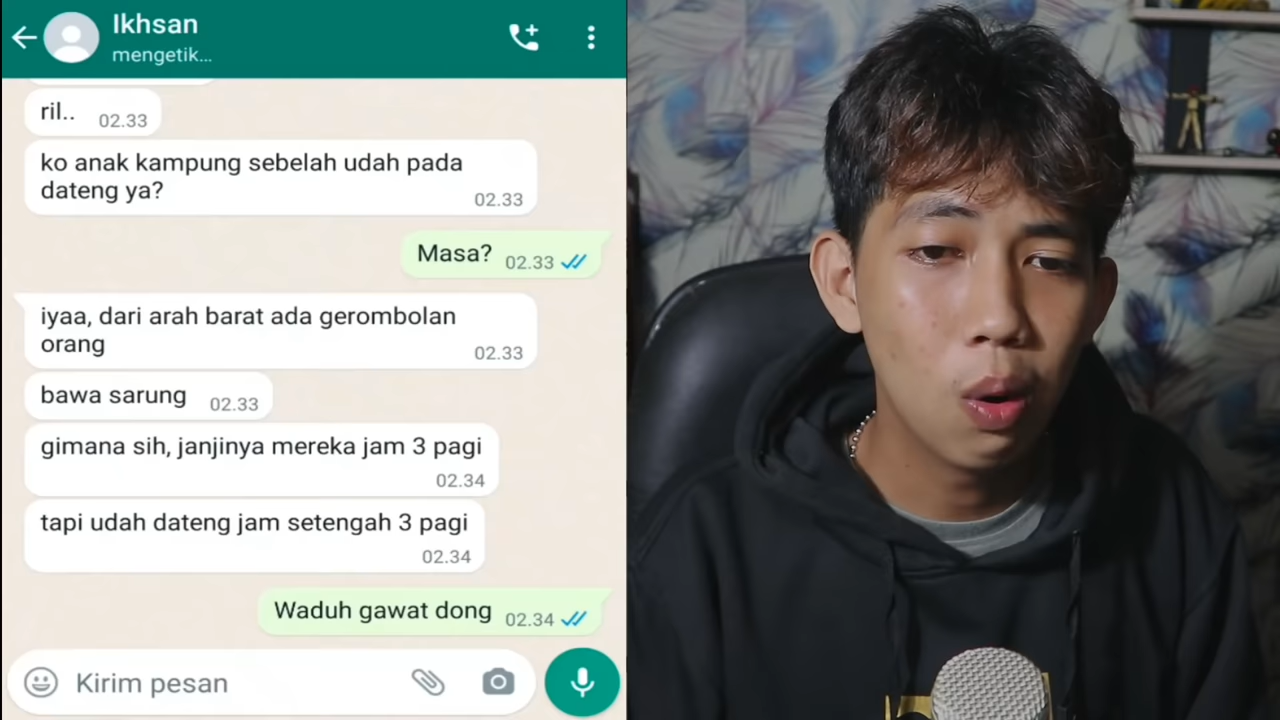 Ikhsan
mengetik...
ril..
02.33
ko anak kampung sebelah udah pada
dateng ya?
02.33
Masa?
02.33
iyaa, dari arah barat ada gerombolan
orang
02.33
bawa sarung
02.33
gimana sih, janjinya mereka jam 3 pagi
02.34
tapi udah dateng jam setengah 3 pagi
02.34
Waduh gawat dong
02.34
Kirim pesan